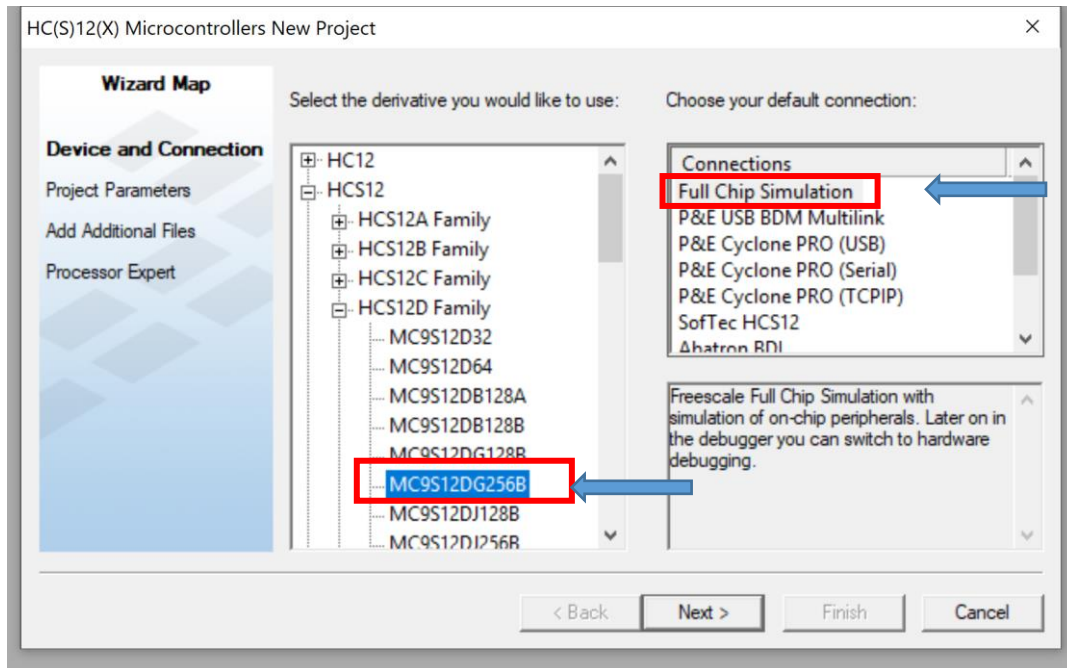 HC(S)12(X) Microcontrollers New Project
Wizard Map
Device and Connection
Project Parameters
Add Additional Files
Processor Expert
Select the derivative you would like to use:
HC12
HCS12
HCS12A Family
HCS12B Family
HCS12C Family
HCS12D Family
MC9S12D32
MC9S12D64
MC9S12DB128A
MC9S12DB128B
MC9S12DG128B
MC9S12DG256B
MC9S12DJ128B
MC9S12DJ256B
Choose your default connection:
Connections
Full Chip Simulation
P&E USB BDM Multilink
P&E Cyclone PRO (USB)
P&E Cyclone PRO (Serial)
P&E Cyclone PRO (TCPIP)
SofTec HCS12
Abatron BDI
Freescale Full Chip Simulation with
simulation of on-chip peripherals. Later on in
the debugger you can switch to hardware
debugging.
< Back
Next >
Finish
Cancel